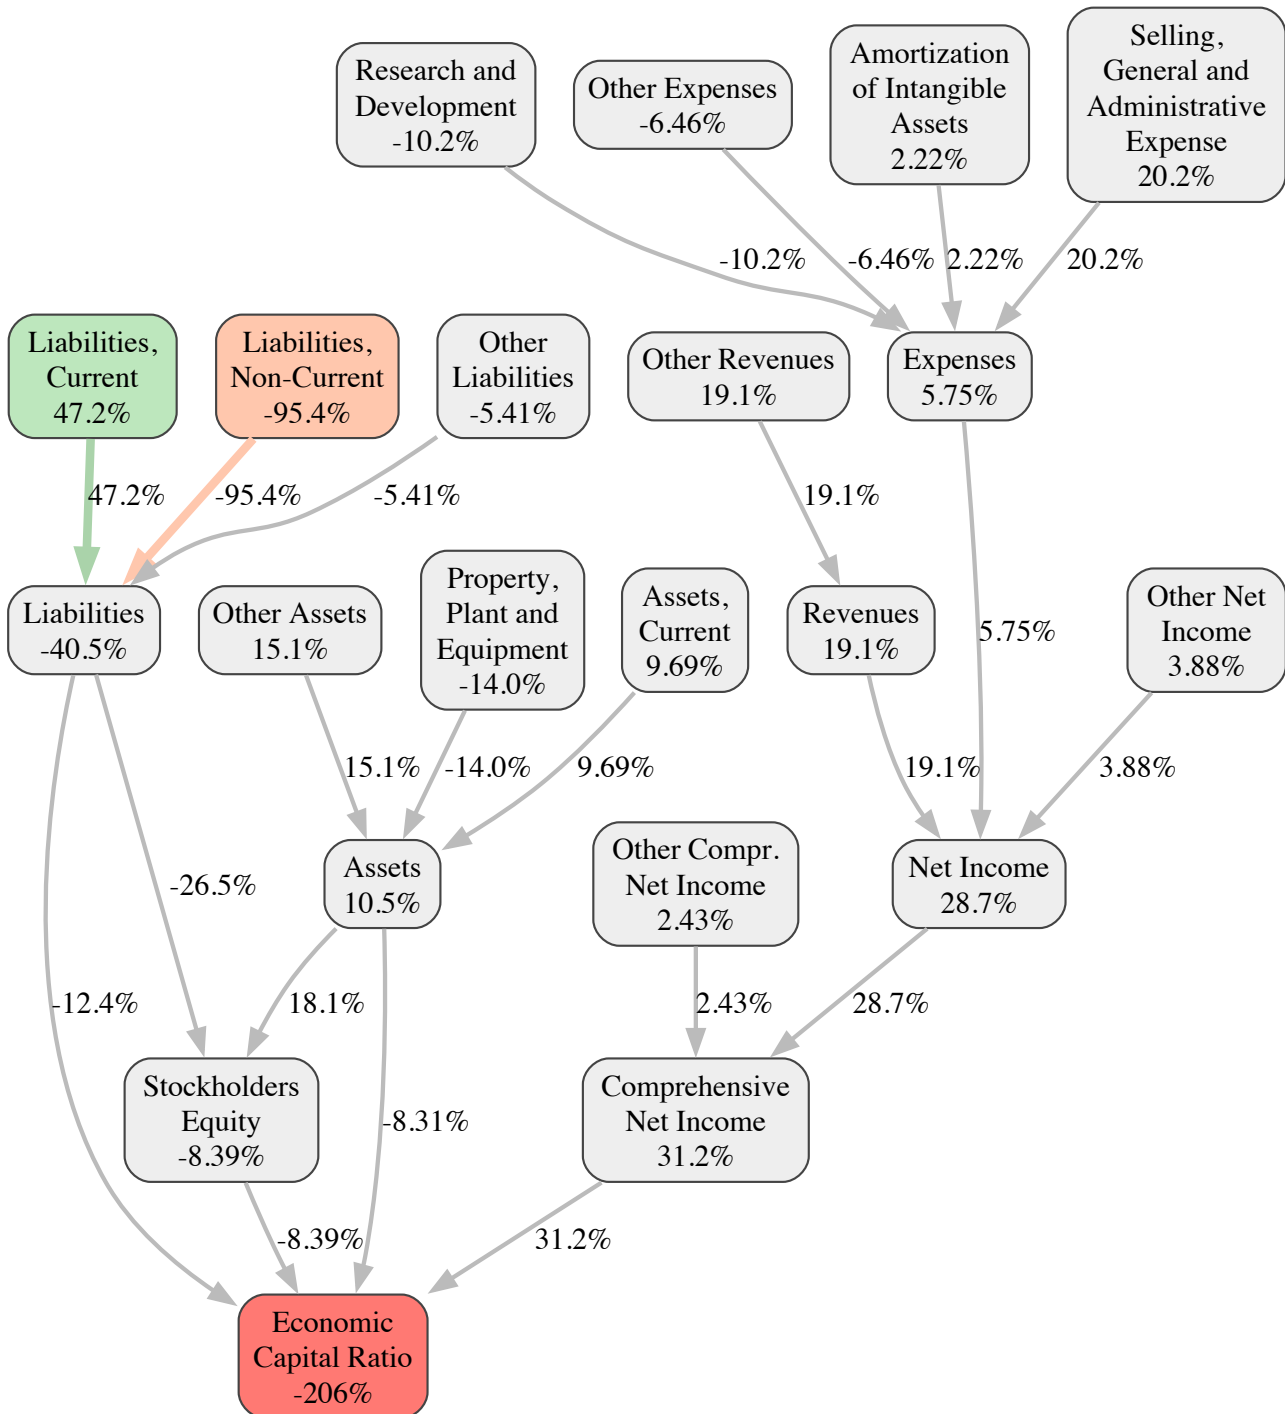 Research and
Development
-10.2%
Other Expenses
-6.46%
Amortization
of Intangible
Assets
2.22%
Selling,
General and
Administrative
Expense
20.2%
-10.2%
-6.46%
2.22%
20.2%
Liabilities,
Current
47.2%
Liabilities,
Non-Current
-95.4%
Other
Liabilities
-5.41%
Other Revenues
19.1%
Expenses
5.75%
47.2%
-95.4%
-5.41%
19.1%
Liabilities
-40.5%
Other Assets
15.1%
Property,
Plant and
Equipment
-14.0%
Assets,
Current
9.69%
Revenues
19.1%
5.75%
Other Net
Income
3.88%
15.1%
-14.0%
9.69%
19.1%
3.88%
-26.5%
Assets
10.5%
Other Compr.
Net Income
2.43%
Net Income
28.7%
-12.4%
18.1%
2.43%
28.7%
Stockholders
Equity
-8.39%
-8.31%
Comprehensive
Net Income
31.2%
-8.39%
31.2%
Economic
Capital Ratio
-206%